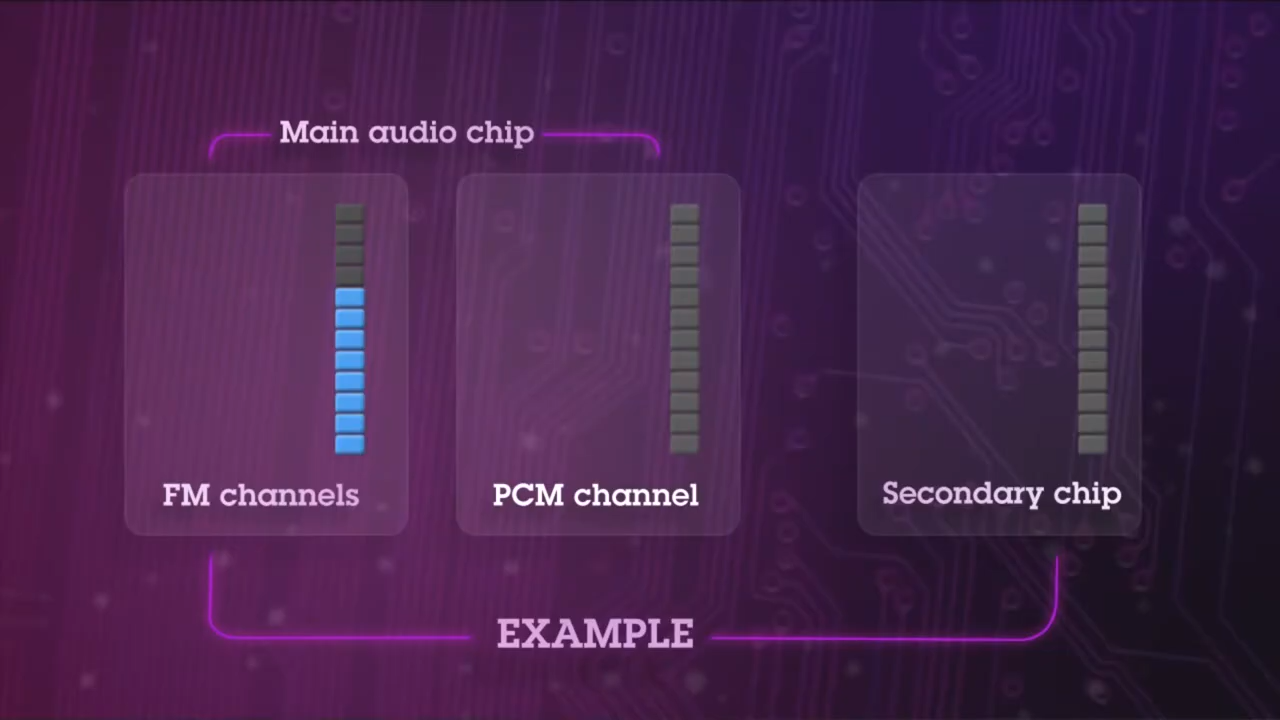 Main audio chip
FM channels
PCM channel
Secondary chip
EXAMPLE